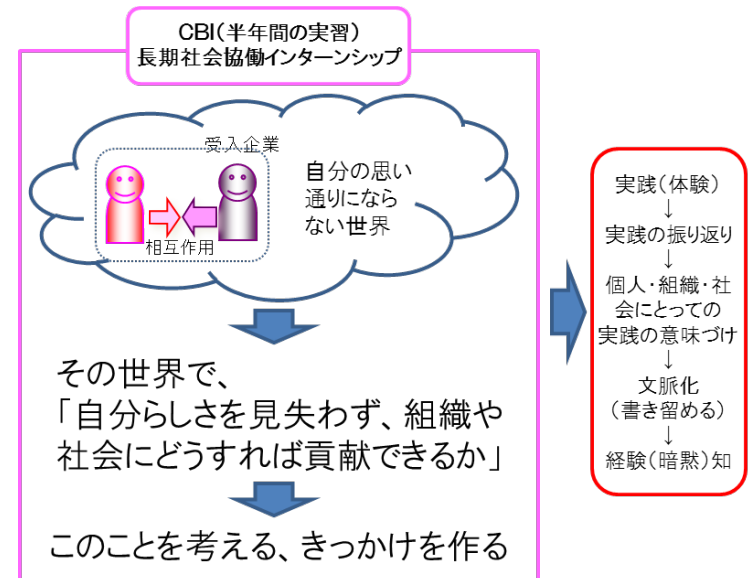 CBI(半年間の実習)
長期社会協働インターンシップ
受入企業
相互作用
自分の思い
通りになら
ない世界
その世界で、
「自分らしさを見失わず、組織や
社会にどうすれば貢献できるか」
このことを考える、きっかけを作る
実践(体験)
↓
実践の振り返り
↓
個人・組織・社
会にとっての
実践の意味づけ
↓
文脈化
(書き留める)
↓
経験(暗黙)知